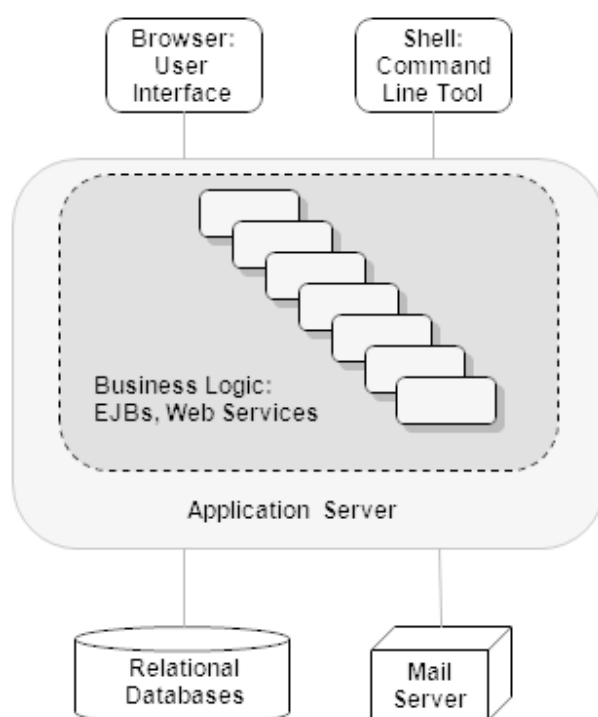 Browser:
User
Interface
Shell:
Command
Line Tool
Business Logic:
EJBs, Web Services
Application Server
Relational
Databases
Mail
Server